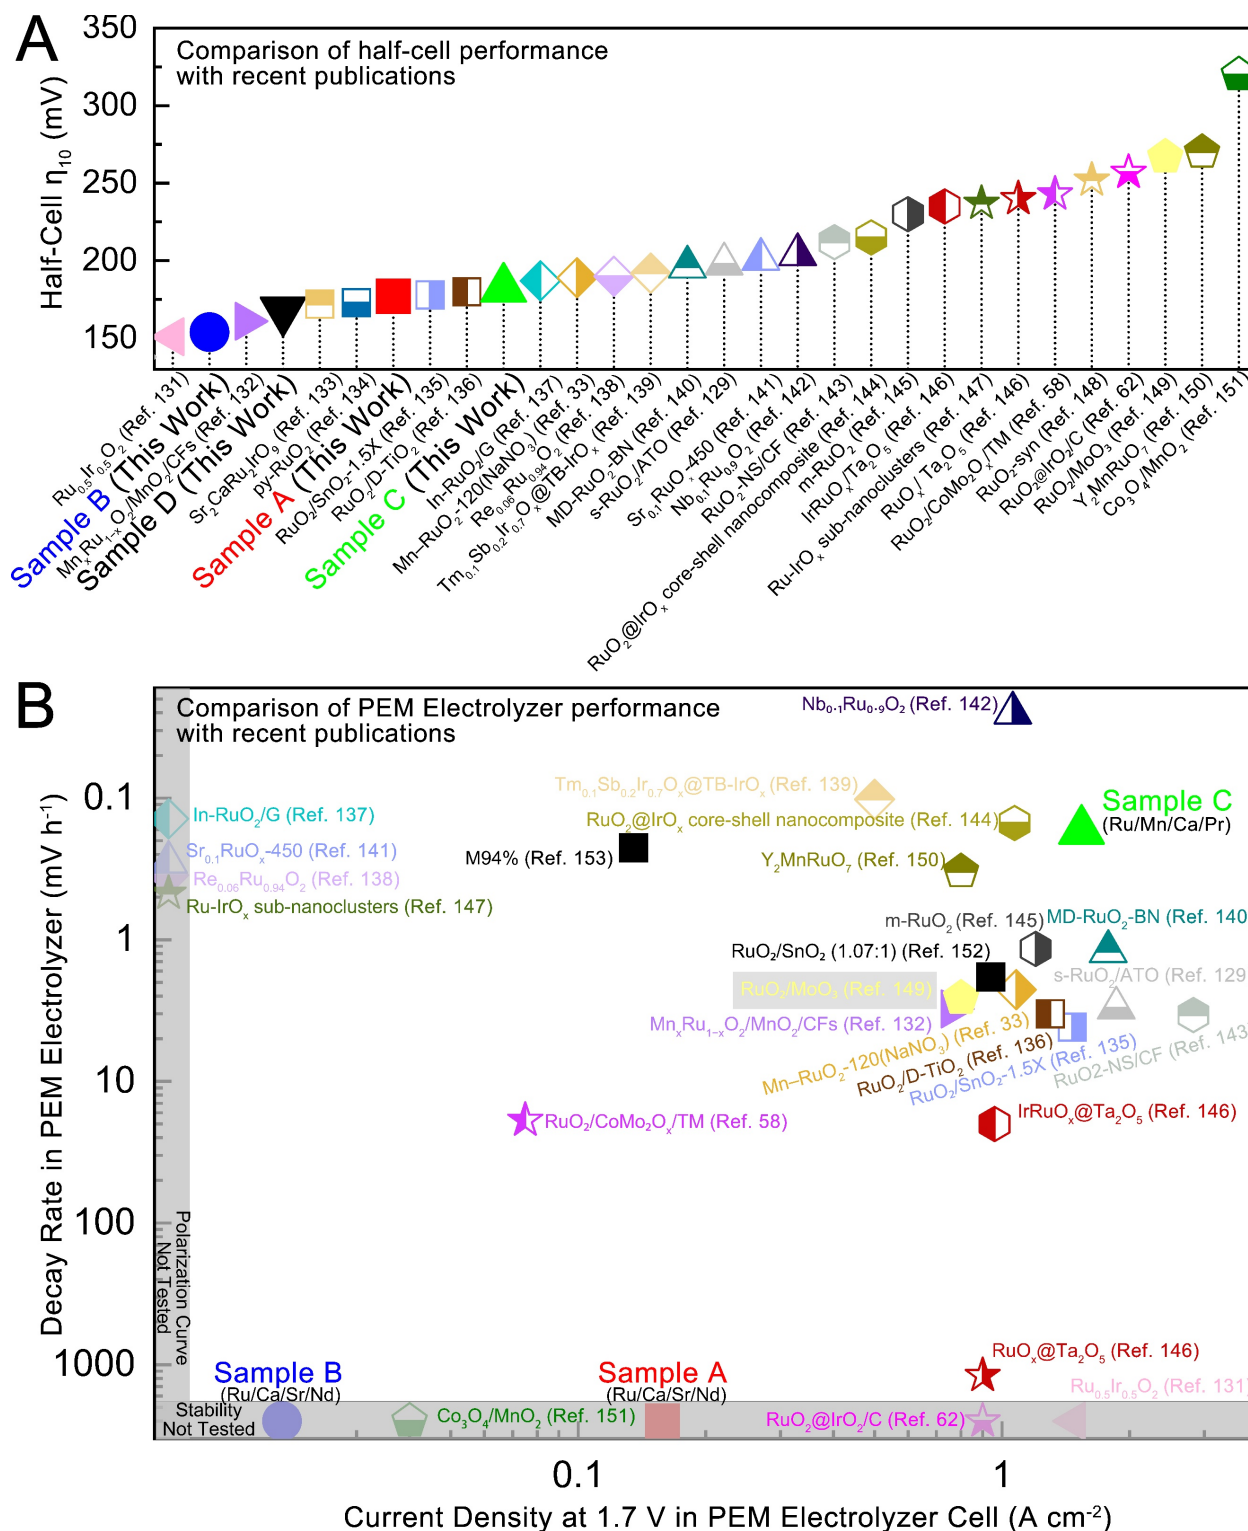 A
Comparison of half-cell performance
with recent publications
Half-Cell η10 (mV)
350
300
250
200
150
Ru0.5Ir0.5O2 (Ref. 131)
Sample B (This Work)
MnxRu1−xO2/MnO2/CFs (Ref. 132)
Sample D (This Work)
Sr2CaRu2IrO9 (Ref. 133)
py-RuO2 (Ref. 134)
Sample A (This Work)
RuO2/SnO2-1.5X (Ref. 135)
RuO2/D-TiO2 (Ref. 136)
Sample C (This Work)
In-RuO2/G (Ref. 137)
Mn–RuO2-120(NaNO3) (Ref. 33)
Re0.06Ru0.94O2 (Ref. 138)
Tm0.1Sb0.2Ir0.7Ox@TB-IrOx (Ref. 139)
MD-RuO2-BN (Ref. 140)
s-RuO2/ATO (Ref. 129)
Sr0.1RuOx-450 (Ref. 141)
Nb0.1Ru0.9O2 (Ref. 142)
RuO2-NS/CF (Ref. 143)
RuO2@IrOx core-shell nanocomposite (Ref. 144)
m-RuO2 (Ref. 145)
IrRuOx/Ta2O5 (Ref. 146)
Ru-IrOx sub-nanoclusters (Ref. 147)
RuOx/Ta2O5 (Ref. 146)
RuO2/CoMoOx/TM (Ref. 58)
RuO2-syn (Ref. 148)
RuO2@IrO2/C (Ref. 62)
RuO2/MoO3 (Ref. 149)
Y2MnRuO7 (Ref. 150)
Co3O4/MnO2 (Ref. 151)
B
Comparison of PEM Electrolyzer performance
with recent publications
Decay Rate in PEM Electrolyzer (mV h-1)
0.1
1
10
100
1000
Nb0.1Ru0.9O2 (Ref. 142)
Tm0.1Sb0.2Ir0.7Ox@TB-IrOx (Ref. 139)
Sample C
(Ru/Mn/Ca/Pr)
In-RuO2/G (Ref. 137)
RuO2@IrOx core-shell nanocomposite (Ref. 144)
Sr0.1RuOx-450 (Ref. 141)
M94% (Ref. 153)
Y2MnRuO7 (Ref. 150)
Re0.06Ru0.94O2 (Ref. 138)
Ru-IrOx sub-nanoclusters (Ref. 147)
m-RuO2 (Ref. 145)
MD-RuO2-BN (Ref. 140
RuO2/SnO2 (1.07:1) (Ref. 152)
s-RuO2/ATO (Ref. 129
RuO2/MoO3 (Ref. 149)
MnxRu1−xO2/MnO2/CFs (Ref. 132)
Mn–RuO2-120(NaNO3) (Ref. 33)
RuO2/D-TiO2 (Ref. 136)
RuO2/SnO2-1.5X (Ref. 135)
RuO2-NS/CF (Ref. 143
RuO2/CoMo2Ox/TM (Ref. 58)
IrRuOx@Ta2O5 (Ref. 146)
Polarization Curve
Not Tested
RuOx@Ta2O5 (Ref. 146)
Sample B
(Ru/Ca/Sr/Nd)
Sample A
(Ru/Ca/Sr/Nd)
Ru0.5Ir0.5O2 (Ref. 131
Stability
Not Tested
Co3O4/MnO2 (Ref. 151)
RuO2@IrO2/C (Ref. 62)
0.1
1
Current Density at 1.7 V in PEM Electrolyzer Cell (A cm-2)